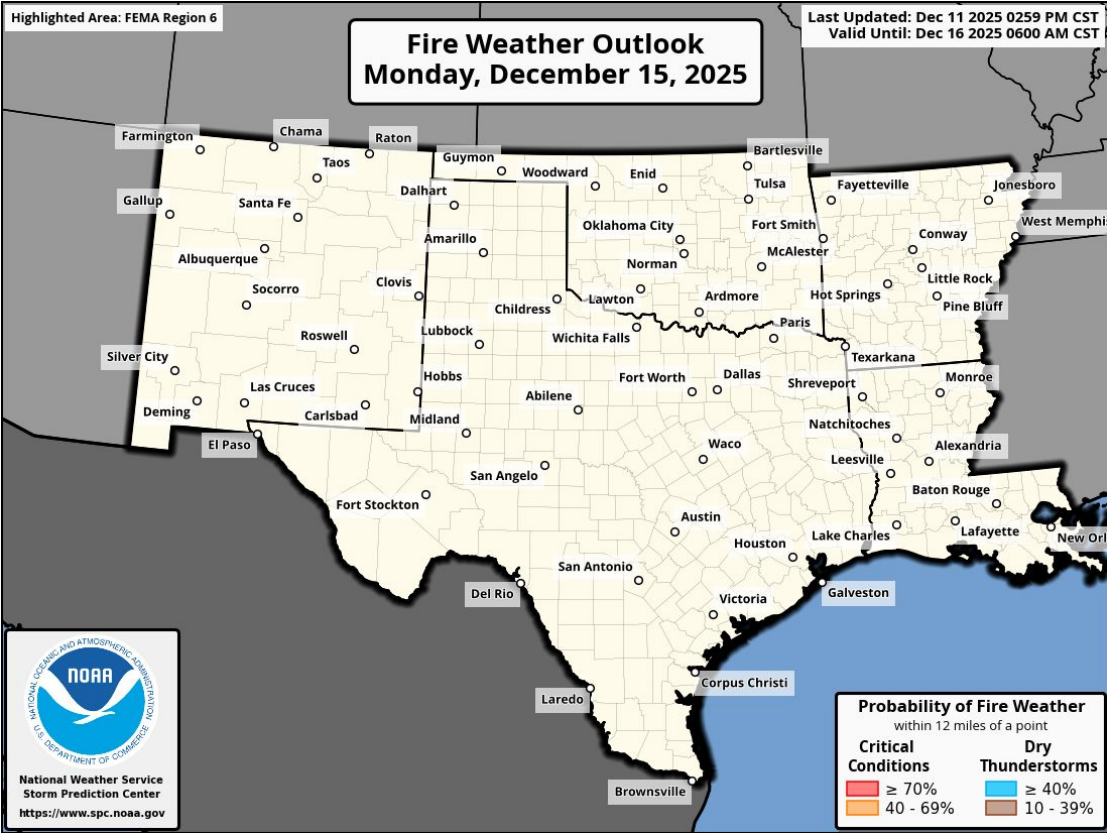 Highlighted Area: FEMA Region 6
Fire Weather Outlook
Monday, December 15, 2025
Last Updated: Dec 11 2025 0259 PM CST
Valid Until: Dec 16 2025 0600 AM CST
Farmington
Chama
Raton
Taos
Guymon
Woodward
Enid
Bartlesville
Tulsa
Fayetteville
Jonesboro
Gallup
Santa Fe
Dalhart
Oklahoma City
Fort Smith
West Memphi
Albuquerque
Amarillo
Norman
McAlester
Conway
Socorro
Clovis
Childress
Lawton
Ardmore
Hot Springs
Little Rock
Pine Bluff
Roswell
Lubbock
Wichita Falls
Paris
Texarkana
Silver City
Las Cruces
Hobbs
Abilene
Fort Worth
Dallas
Shreveport
Monroe
Deming
Carlsbad
Midland
El Paso
San Angelo
Waco
Natchitoches
Leesville
Alexandria
Fort Stockton
Austin
Baton Rouge
Houston
Lake Charles
Lafayette
New Orl
San Antonio
Del Rio
Victoria
Galveston
Laredo
Corpus Christi
Brownsville
NATIONAL OCEANIC AND ATMOSPHERIC ADMINISTRATION
NOAA
U.S. DEPARTMENT OF COMMERCE
National Weather Service
Storm Prediction Center
https://www.spc.noaa.gov
Probability of Fire Weather
within 12 miles of a point
Critical
Conditions
≥ 70%
40 - 69%
Dry
Thunderstorms
≥ 40%
10 - 39%